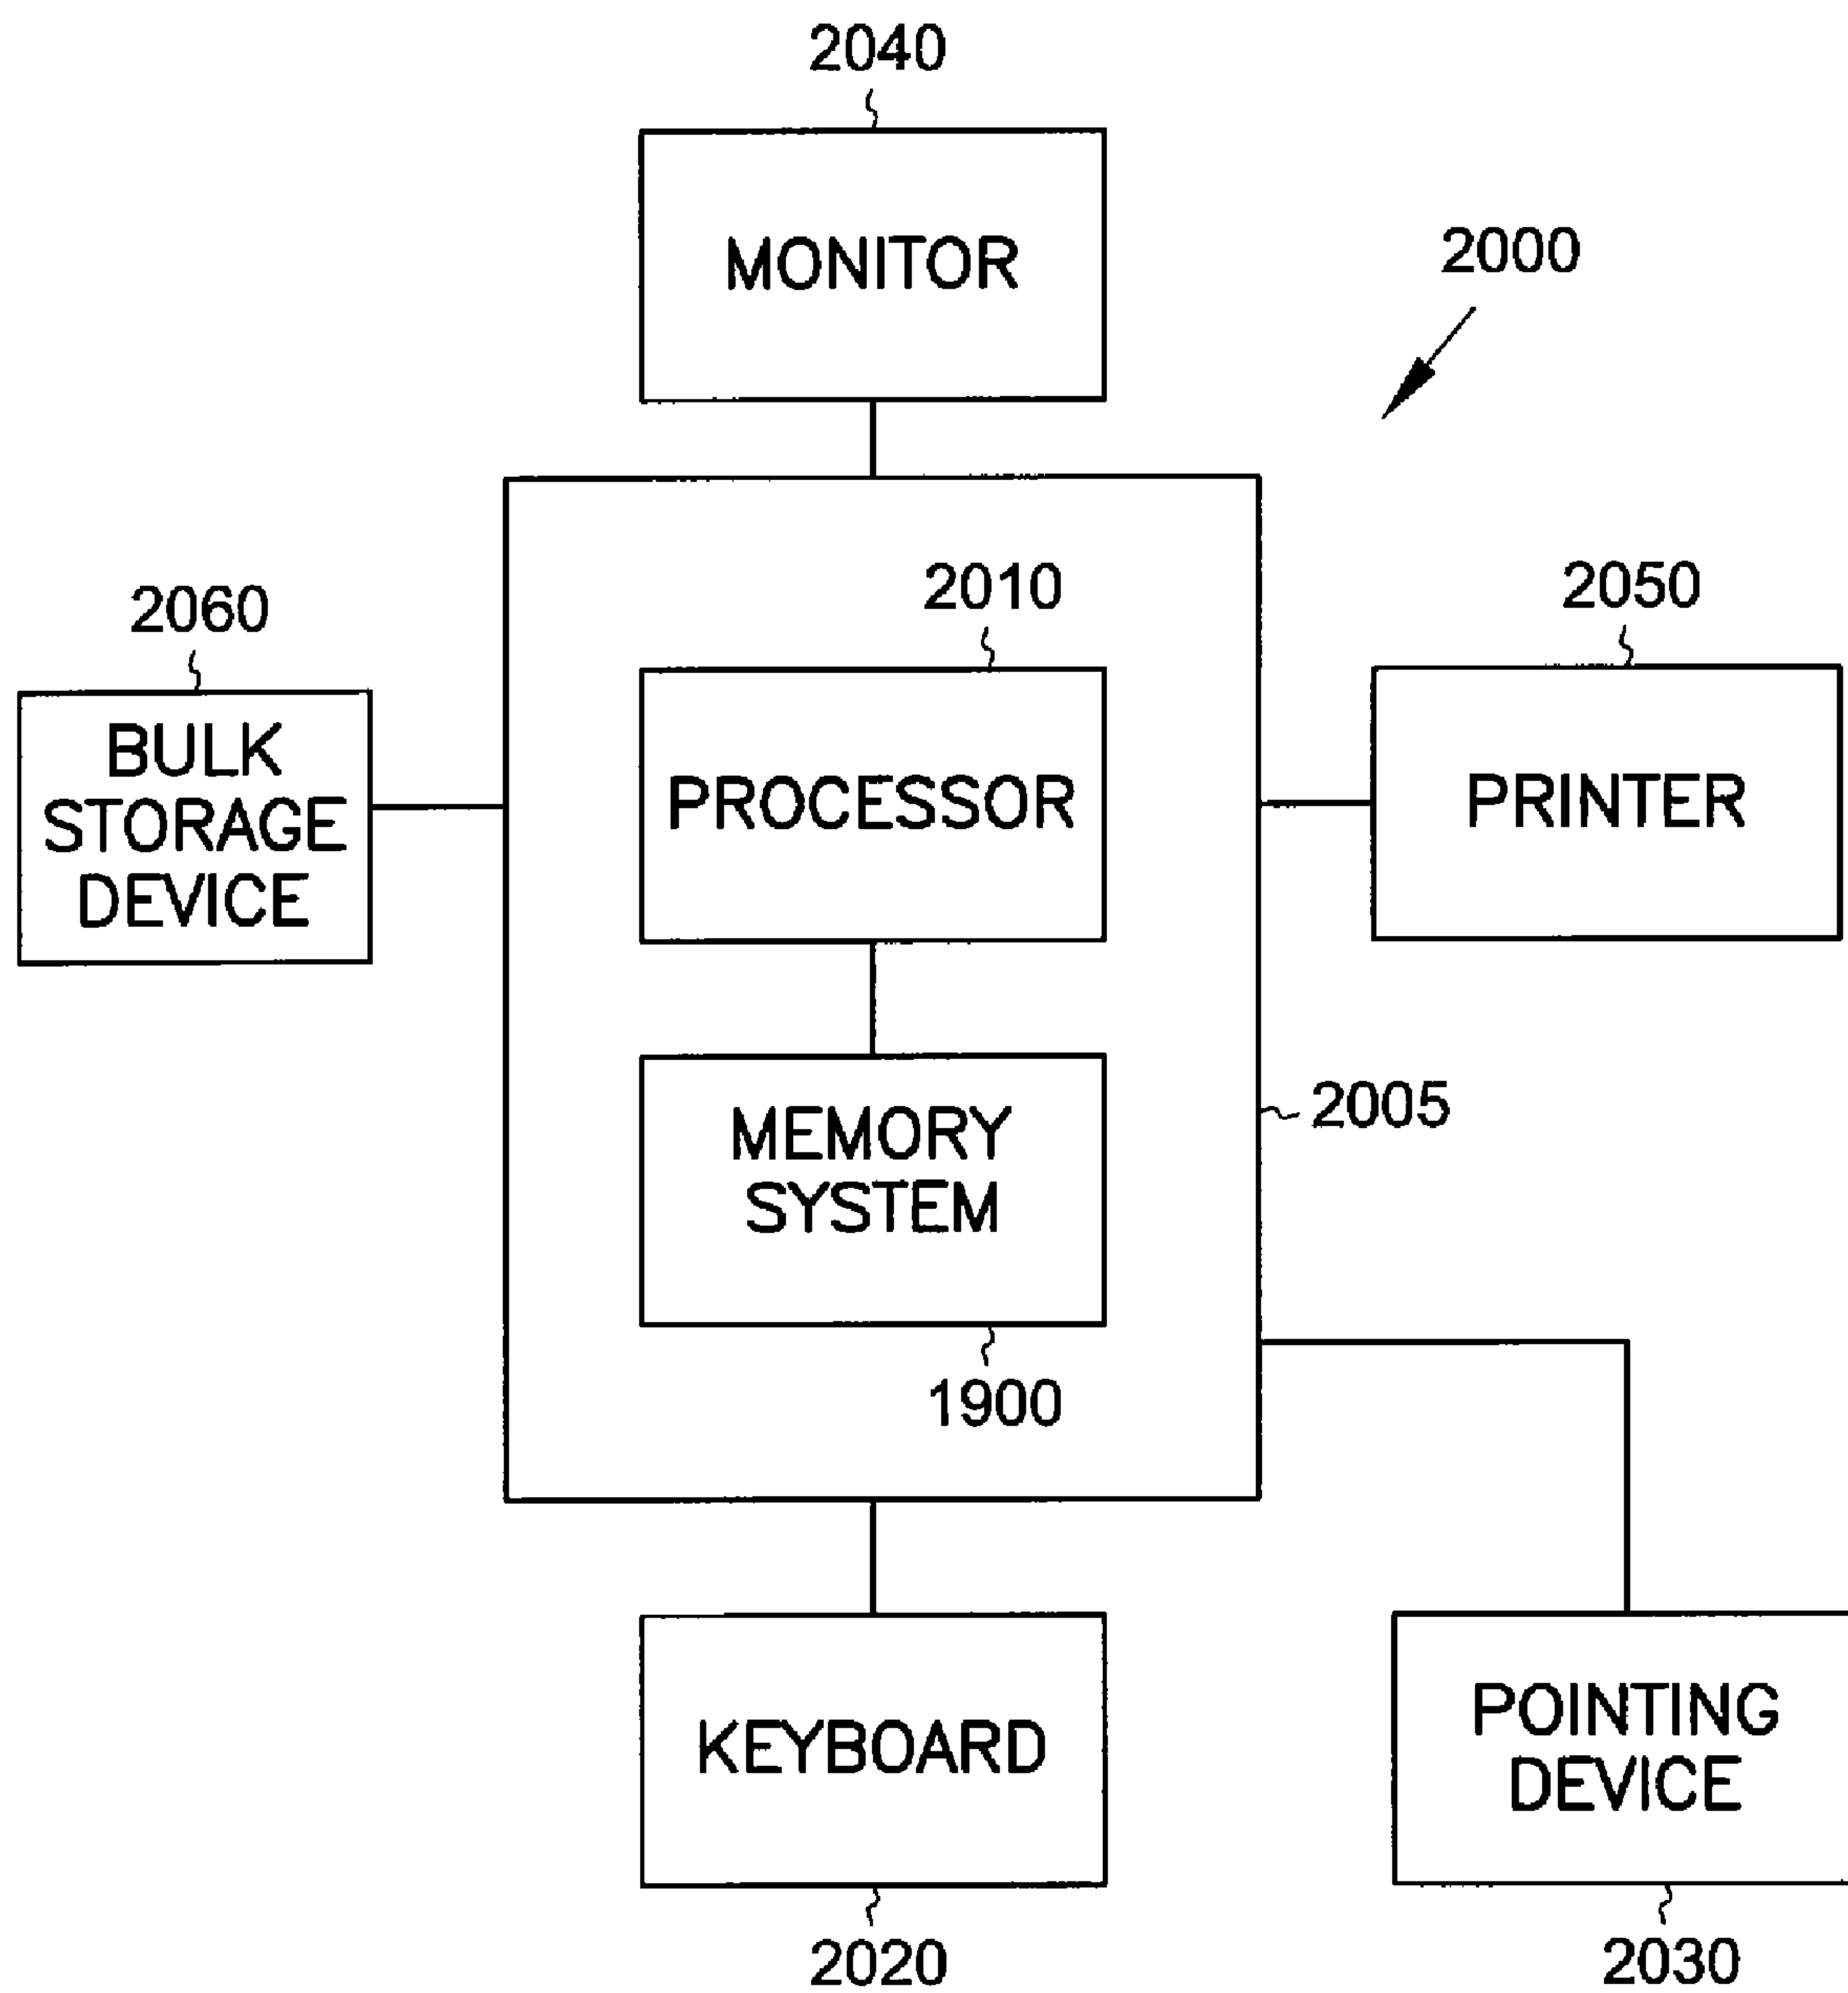 2040
MONITOR
2000
2060
2010
2050
BULK
STORAGE
DEVICE
PROCESSOR
PRINTER
MEMORY
SYSTEM
2005
1900
KEYBOARD
POINTING
DEVICE
2020
2030